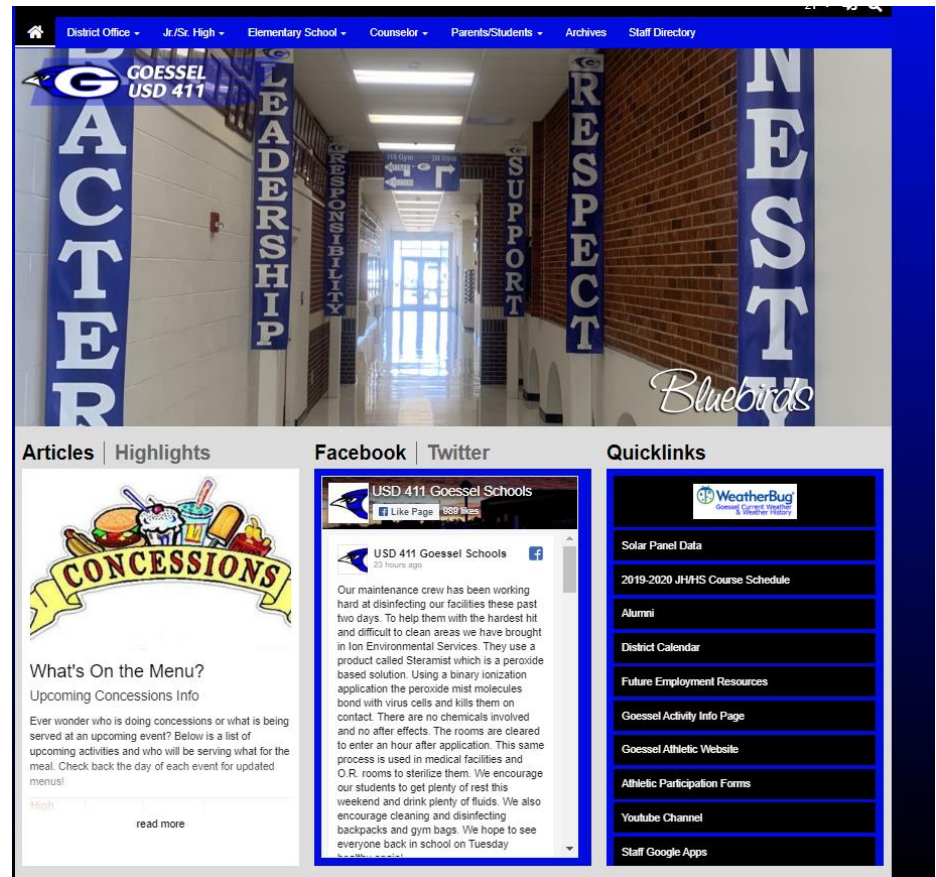 District Office
Jr./Sr. High
Elementary School
Counselor
Parents/Students
Archives
Staff Directory
G
GOESSEL
USD 411
ACTER
LEADERSHIP
RESPONSIBILITY
HS Gym
SUPPORT
RESPECT
NESTY
Bluebirds
Articles | Highlights
CONCESSIONS
What's On the Menu?
Upcoming Concessions Info
Ever wonder who is doing concessions or what is being
served at an upcoming event? Below is a list of
upcoming activities and who will be serving what for the
meal. Check back the day of each event for updated
menus!
High
read more
Facebook | Twitter
USD 411 Goessel Schools
Like Page
989 likes
USD 411 Goessel Schools
23 hours ago
Our maintenance crew has been working
hard at disinfecting our facilities these past
two days. To help them with the hardest hit
and difficult to clean areas we have brought
in Ion Environmental Services. They use a
product called Steramist which is a peroxide
based solution. Using a binary ionization
application the peroxide mist molecules
bond with virus cells and kills them on
contact. There are no chemicals involved
and no after effects. The rooms are cleared
to enter an hour after application. This same
process is used in medical facilities and
O.R. rooms to sterilize them. We encourage
our students to get plenty of rest this
weekend and drink plenty of fluids. We also
encourage cleaning and disinfecting
backpacks and gym bags. We hope to see
everyone back in school on Tuesday
healthy again!
Quicklinks
WeatherBug
Goessel Current Weather
& Weather History
Solar Panel Data
2019-2020 JH/HS Course Schedule
Alumni
District Calendar
Future Employment Resources
Goessel Activity Info Page
Goessel Athletic Website
Athletic Participation Forms
Youtube Channel
Staff Google Apps